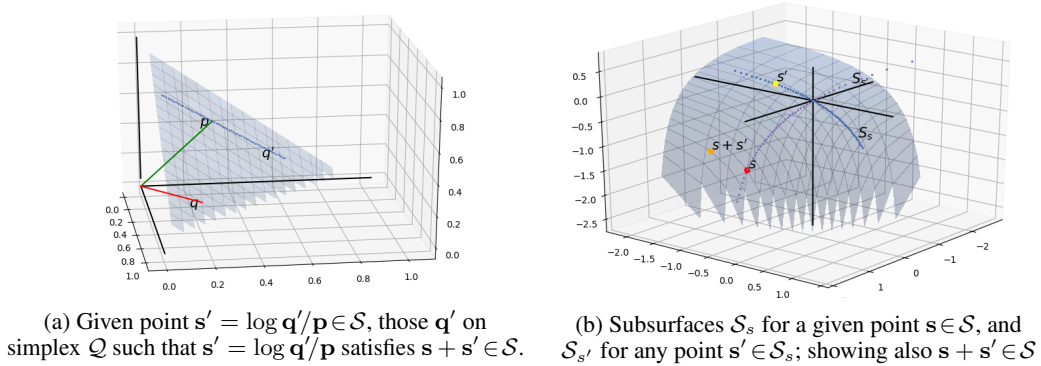 p
q'
q
1.0
0.8
0.6
0.4
0.2
0.0
0.0
0.2
0.4
0.6
0.8
1.0
0.0 0.2 0.4 0.6 0.8 1.0
(a) Given point s′ = log q′/p ∈ S, those q′ on
simplex Q such that s′ = log q′/p satisfies s + s′ ∈ S.
s'
S_{s'}
S_s
s + s'
s
0.5
0.0
−0.5
−1.0
−1.5
−2.0
−2.5
−2.0 −1.5 −1.0 −0.5 0.0 0.5 1.0
−2
−1
0
1
(b) Subsurfaces S_s for a given point s ∈ S, and
S_{s′} for any point s′ ∈ S_s; showing also s + s′ ∈ S